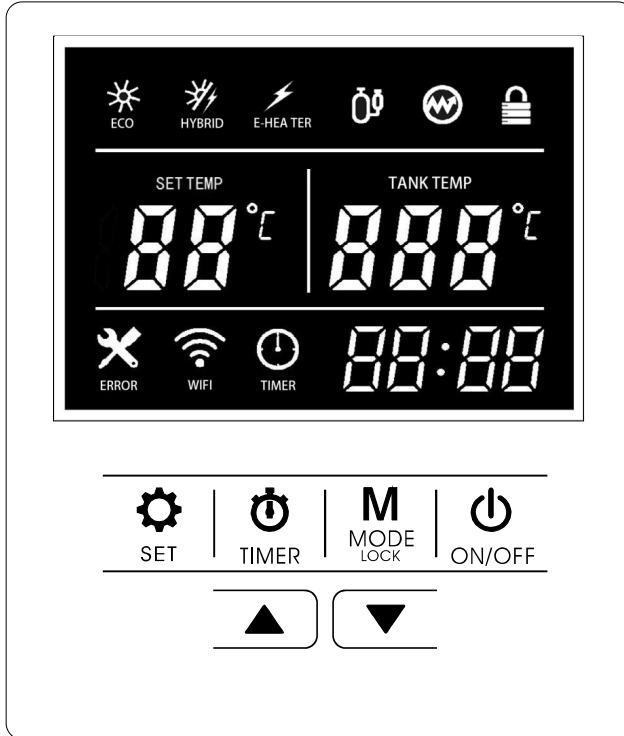 ECO HYBRID E-HEA TER
SET TEMP TANK TEMP
88 °C 888 °C
ERROR WIFI TIMER 88:88
SET TIMER M MODE LOCK ON/OFF